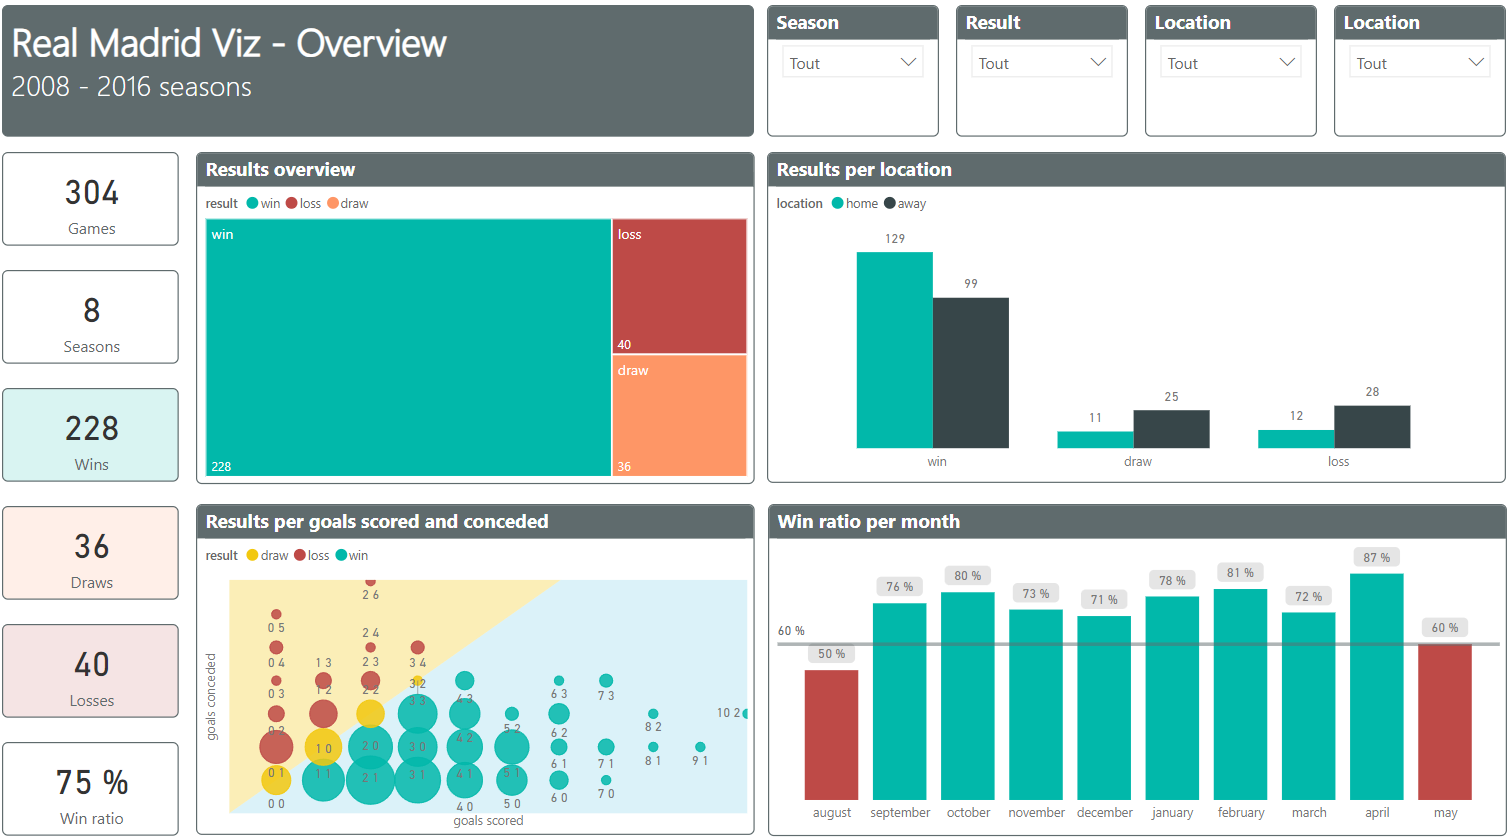 Real Madrid Viz - Overview
2008 - 2016 seasons
Season
Tout
Result
Tout
Location
Tout
Location
Tout
304
Games
8
Seasons
228
Wins
36
Draws
40
Losses
75 %
Win ratio
Results overview
result win loss draw
win
228
loss
40
draw
36
Results per location
location home away
129
99
11
25
12
28
win draw loss
Results per goals scored and conceded
result draw loss win
goals conceded
2 6
0 5
2 4
0 4 1 3 2 3 3 4
0 3 1 2 2 2 3 2 4 3 6 3 7 3
3 3
10 2
0 2 5 2 6 2 8 2
1 0 2 0 3 0 4 2
0 1 1 1 2 1 3 1 4 1 5 1 6 1 7 1 8 1 9 1
0 0 4 0 5 0 6 0 7 0
goals scored
Win ratio per month
60 %
50 %
76 %
80 %
73 %
71 %
78 %
81 %
72 %
87 %
60 %
august september october november december january february march april may